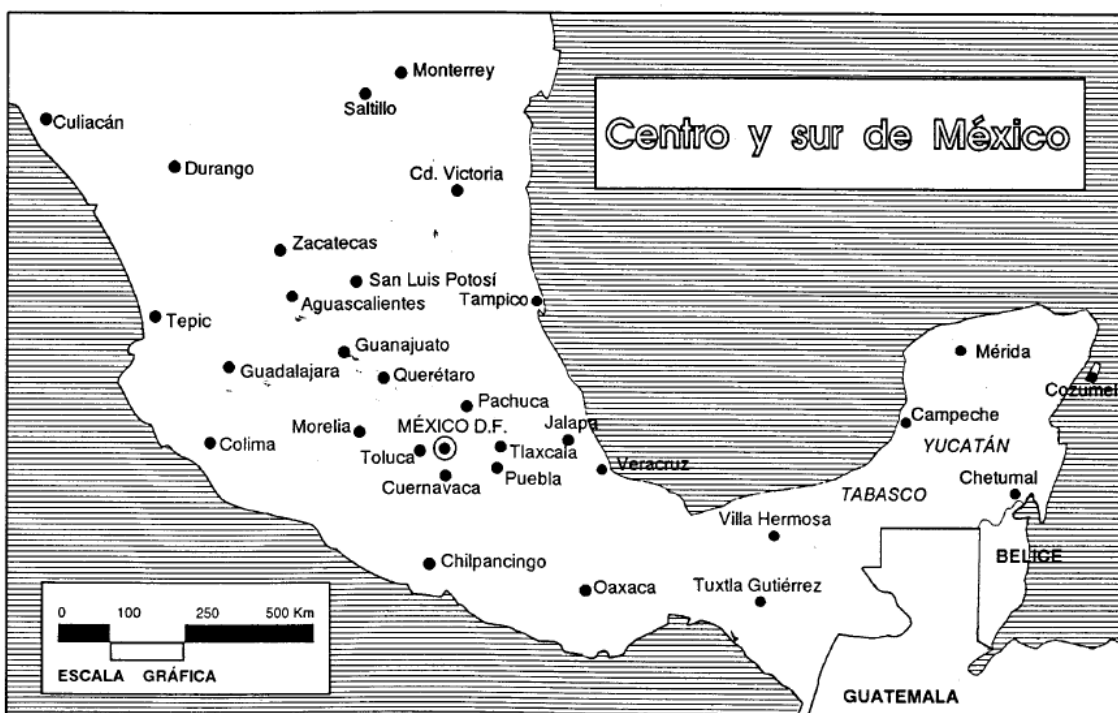 Monterrey
Saltillo
Centro y sur de México
Culiacán
Durango
Cd. Victoria
Zacatecas
San Luis Potosí
Aguascalientes
Tampico
Tepic
Guanajuato
Mérida
Guadalajara
Querétaro
Cozumel
Pachuca
Campeche
Morelia
MÉXICO D.F.
Jalapa
Colima
Toluca
Tlaxcala
YUCATÁN
Cuernavaca
Puebla
Veracruz
Chetumal
TABASCO
Villa Hermosa
Chilpancingo
BELICE
Oaxaca
Tuxtla Gutiérrez
0 100 250 500 Km
ESCALA GRÁFICA
GUATEMALA